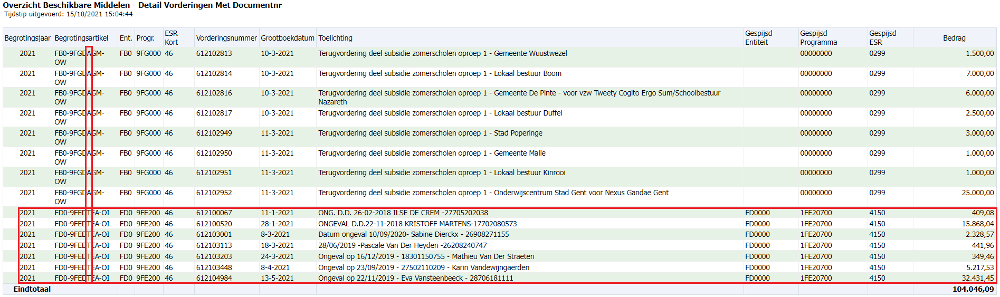 Overzicht Beschikbare Middelen - Detail Vorderingen Met Documentnr
Tijdstip uitgevoerd: 15/10/2021 15:04:44
Begrotingsjaar Begrotingsartikel Ent. Progr. ESR Kort Vorderingsnummer Grootboekdatum Toelichting Gespijsd Entiteit Gespijsd Programma Gespijsd ESR Bedrag
2021 FB0-9FGDAGM-OW FB0 9FG000 46 612102813 10-3-2021 Terugvordering deel subsidie zomerscholen oproep 1 - Gemeente Wuustwezel 00000000 0299 1.500,00
2021 FB0-9FGDAGM-OW FB0 9FG000 46 612102814 10-3-2021 Terugvordering deel subsidie zomerscholen oproep 1 - Lokaal bestuur Boom 00000000 0299 7.000,00
2021 FB0-9FGDAGM-OW FB0 9FG000 46 612102816 10-3-2021 Terugvordering deel subsidie zomerscholen oproep 1 - Gemeente De Pinte - voor vzw Tweety Cogito Ergo Sum/Schoolbestuur Nazareth 00000000 0299 6.000,00
2021 FB0-9FGDAGM-OW FB0 9FG000 46 612102817 10-3-2021 Terugvordering deel subsidie zomerscholen oproep 1 - Lokaal bestuur Duffel 00000000 0299 2.500,00
2021 FB0-9FGDAGM-OW FB0 9FG000 46 612102949 11-3-2021 Terugvordering deel subsidie zomerscholen oproep 1 - Stad Poperinge 00000000 0299 3.000,00
2021 FB0-9FGDAGM-OW FB0 9FG000 46 612102950 11-3-2021 Terugvordering deel subsidie zomerscholen oproep 1 - Gemeente Malle 00000000 0299 1.000,00
2021 FB0-9FGDAGM-OW FB0 9FG000 46 612102951 11-3-2021 Terugvordering deel subsidie zomerscholen oproep 1 - Lokaal bestuur Kinrooi 00000000 0299 1.000,00
2021 FB0-9FGDAGM-OW FB0 9FG000 46 612102952 11-3-2021 Terugvordering deel subsidie zomerscholen oproep 1 - Onderwijscentrum Stad Gent voor Nexus Gandae Gent 00000000 0299 25.000,00
2021 FD0-9FEDTEA-OI FD0 9FE200 46 612100067 11-1-2021 ONG. D.D. 26-02-2018 ILSE DE CREM -27705202038 FD0000 1FE20700 4150 409,08
2021 FD0-9FEDTEA-OI FD0 9FE200 46 612100520 28-1-2021 ONGEVAL D.D.22-11-2018 KRISTOFF MARTENS-17702080573 FD0000 1FE20700 4150 15.868,04
2021 FD0-9FEDTEA-OI FD0 9FE200 46 612103001 8-3-2021 Datum ongeval 10/09/2020- Sabine Dierckx - 26908271155 FD0000 1FE20700 4150 2.328,57
2021 FD0-9FEDTEA-OI FD0 9FE200 46 612103113 18-3-2021 28/06/2019 -Pascale Van Der Heyden -26208240747 FD0000 1FE20700 4150 441,96
2021 FD0-9FEDTEA-OI FD0 9FE200 46 612103203 24-3-2021 Ongeval op 16/12/2019 - 18301150755 - Mathieu Van Der Straeten FD0000 1FE20700 4150 349,46
2021 FD0-9FEDTEA-OI FD0 9FE200 46 612103448 8-4-2021 Ongeval op 23/09/2019 - 27502110209 - Karin Vandewijngaerden FD0000 1FE20700 4150 5.217,53
2021 FD0-9FEDTEA-OI FD0 9FE200 46 612104984 13-5-2021 Ongeval op 22/11/2019 - Eva Vansteenbeeck - 28706181111 FD0000 1FE20700 4150 32.431,45
Eindtotaal 104.046,09